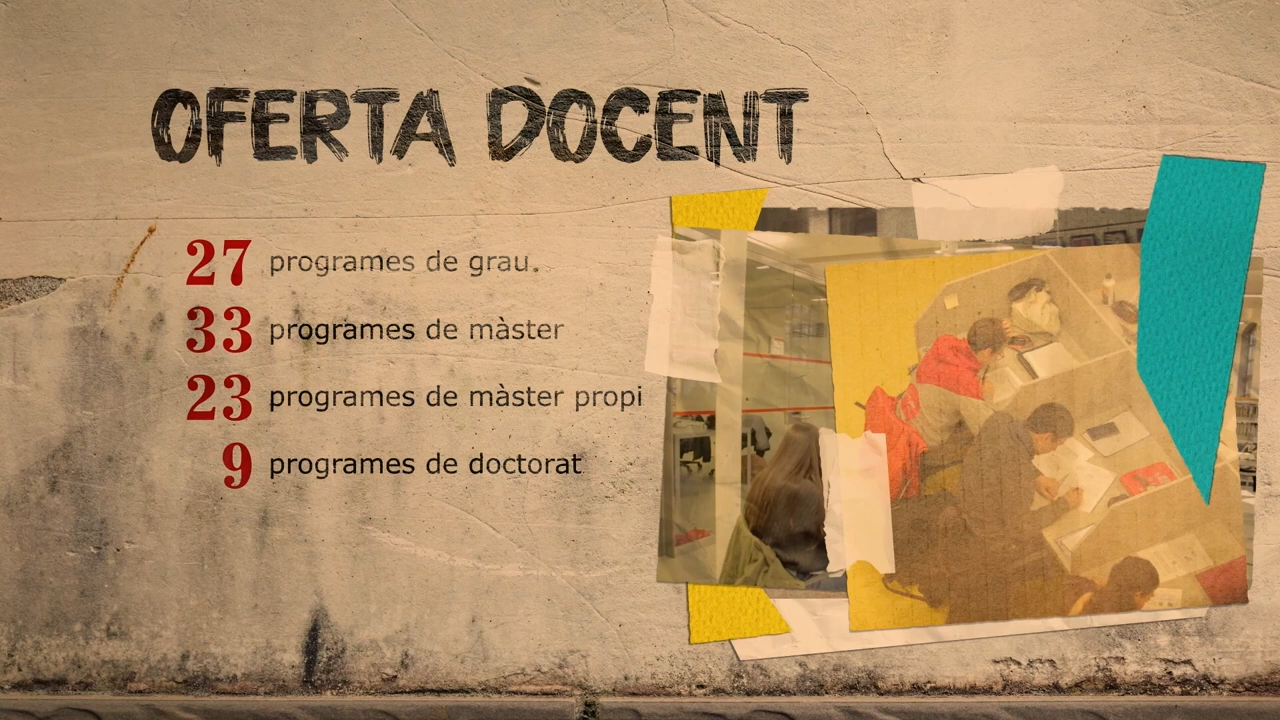 OFERTA DOCENT
27 programes de grau
33 programes de màster
23 programes de màster propi
9 programes de doctorat